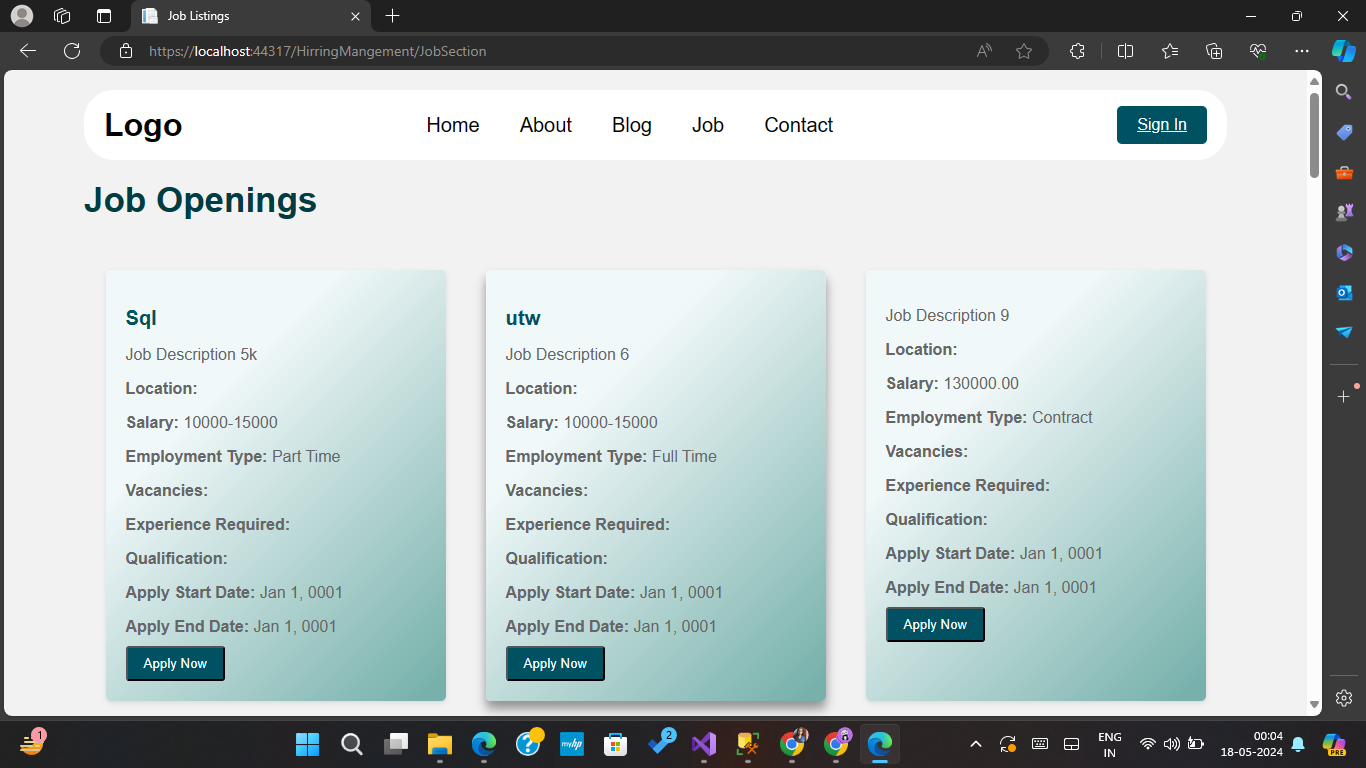 Job Listings
https://localhost:44317/HirringMangement/JobSection
Logo
Home About Blog Job Contact
Sign In
Job Openings
Sql
Job Description 5k
Location:
Salary: 10000-15000
Employment Type: Part Time
Vacancies:
Experience Required:
Qualification:
Apply Start Date: Jan 1, 0001
Apply End Date: Jan 1, 0001
Apply Now
utw
Job Description 6
Location:
Salary: 10000-15000
Employment Type: Full Time
Vacancies:
Experience Required:
Qualification:
Apply Start Date: Jan 1, 0001
Apply End Date: Jan 1, 0001
Apply Now
Job Description 9
Location:
Salary: 130000.00
Employment Type: Contract
Vacancies:
Experience Required:
Qualification:
Apply Start Date: Jan 1, 0001
Apply End Date: Jan 1, 0001
Apply Now
1
myhp
2
ENG
IN
00:04
18-05-2024
PRE